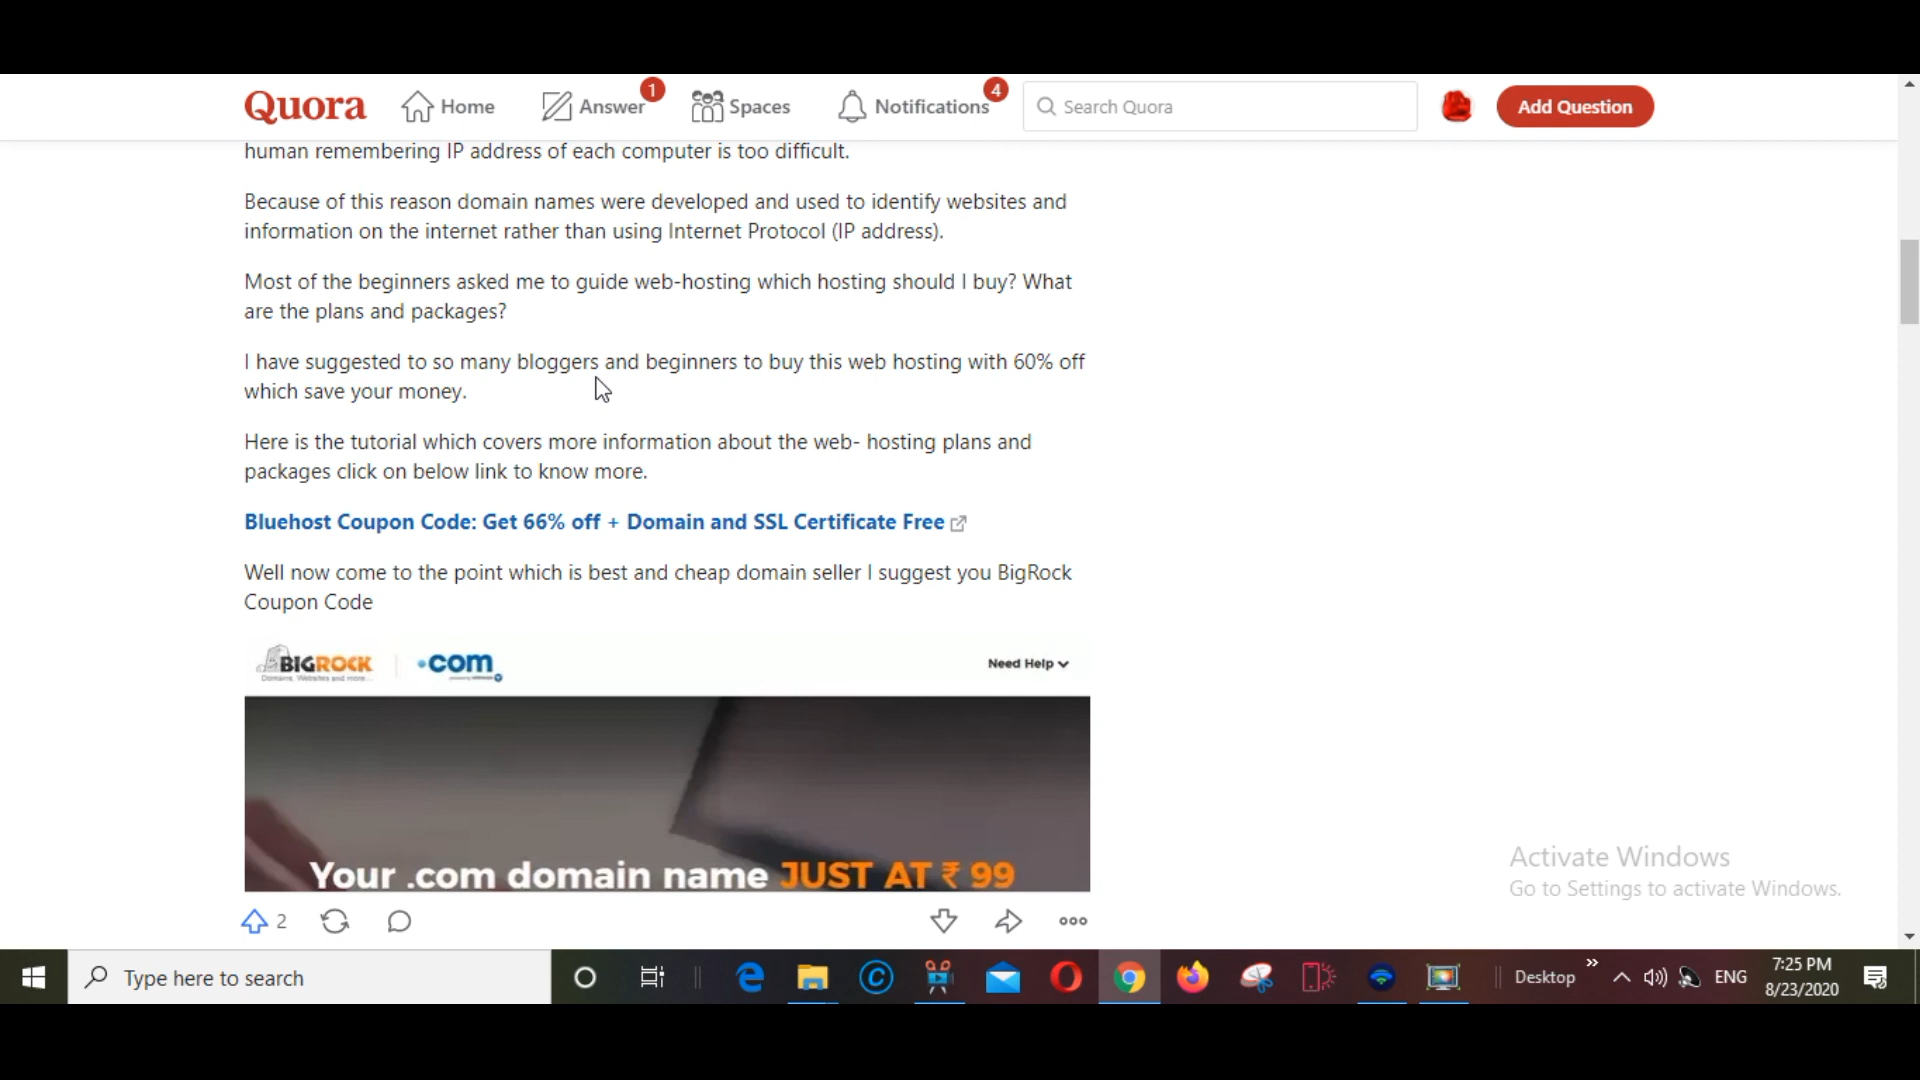 Quora Home Answer 1 Spaces Notifications 4 Search Quora Add Question
human remembering IP address of each computer is too difficult.
Because of this reason domain names were developed and used to identify websites and
information on the internet rather than using Internet Protocol (IP address).
Most of the beginners asked me to guide web-hosting which hosting should I buy? What
are the plans and packages?
I have suggested to so many bloggers and beginners to buy this web hosting with 60% off
which save your money.
Here is the tutorial which covers more information about the web- hosting plans and
packages click on below link to know more.
Bluehost Coupon Code: Get 66% off + Domain and SSL Certificate Free
Well now come to the point which is best and cheap domain seller I suggest you BigRock
Coupon Code
BIGROCK .com Need Help
Domains, Websites and more...
Your .com domain name JUST AT ₹ 99
Activate Windows
Go to Settings to activate Windows.
2
Type here to search Desktop ENG 7:25 PM
8/23/2020